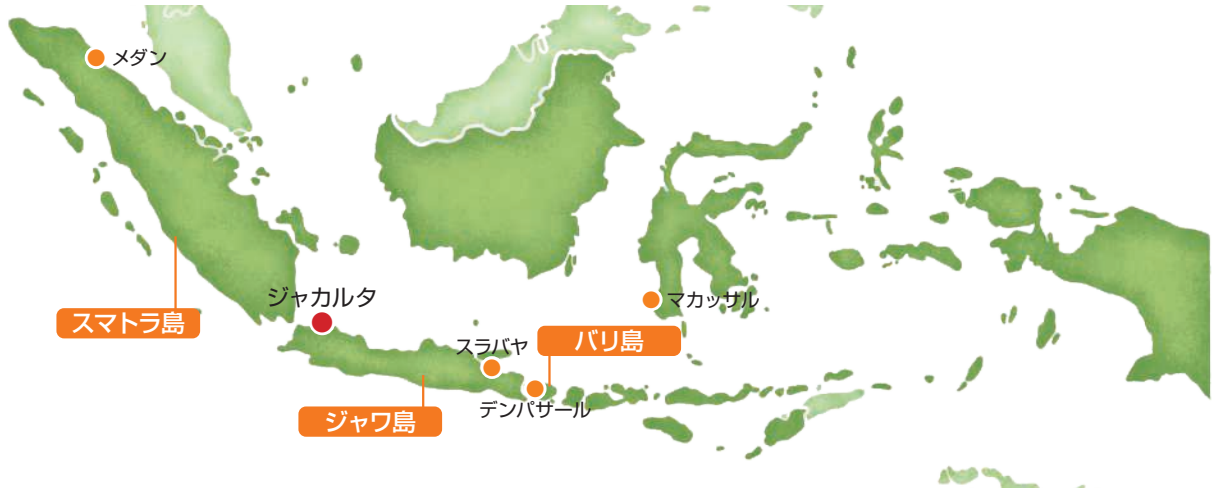 メダン
スマトラ島
ジャカルタ
マカッサル
スラバヤ
バリ島
デンパサール
ジャワ島